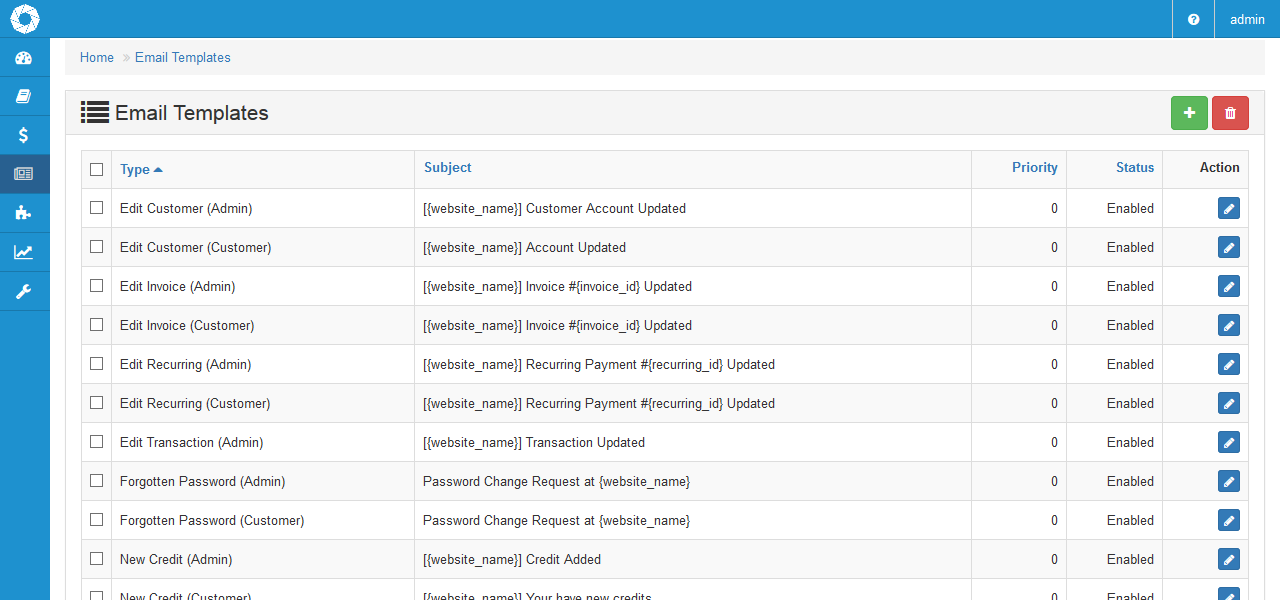 ? admin
Home » Email Templates
Email Templates
Type Subject Priority Status Action
Edit Customer (Admin) [{website_name}] Customer Account Updated 0 Enabled
Edit Customer (Customer) [{website_name}] Account Updated 0 Enabled
Edit Invoice (Admin) [{website_name}] Invoice #{invoice_id} Updated 0 Enabled
Edit Invoice (Customer) [{website_name}] Invoice #{invoice_id} Updated 0 Enabled
Edit Recurring (Admin) [{website_name}] Recurring Payment #{recurring_id} Updated 0 Enabled
Edit Recurring (Customer) [{website_name}] Recurring Payment #{recurring_id} Updated 0 Enabled
Edit Transaction (Admin) [{website_name}] Transaction Updated 0 Enabled
Forgotten Password (Admin) Password Change Request at {website_name} 0 Enabled
Forgotten Password (Customer) Password Change Request at {website_name} 0 Enabled
New Credit (Admin) [{website_name}] Credit Added 0 Enabled
New Credit (Customer) [{website_name}] Your have new credits 0 Enabled